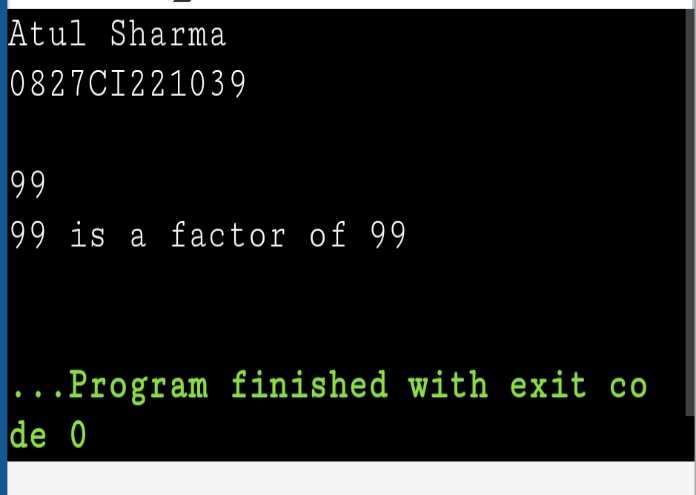 Atul Sharma
0827CI221039
99
99 is a factor of 99
...Program finished with exit co
de 0